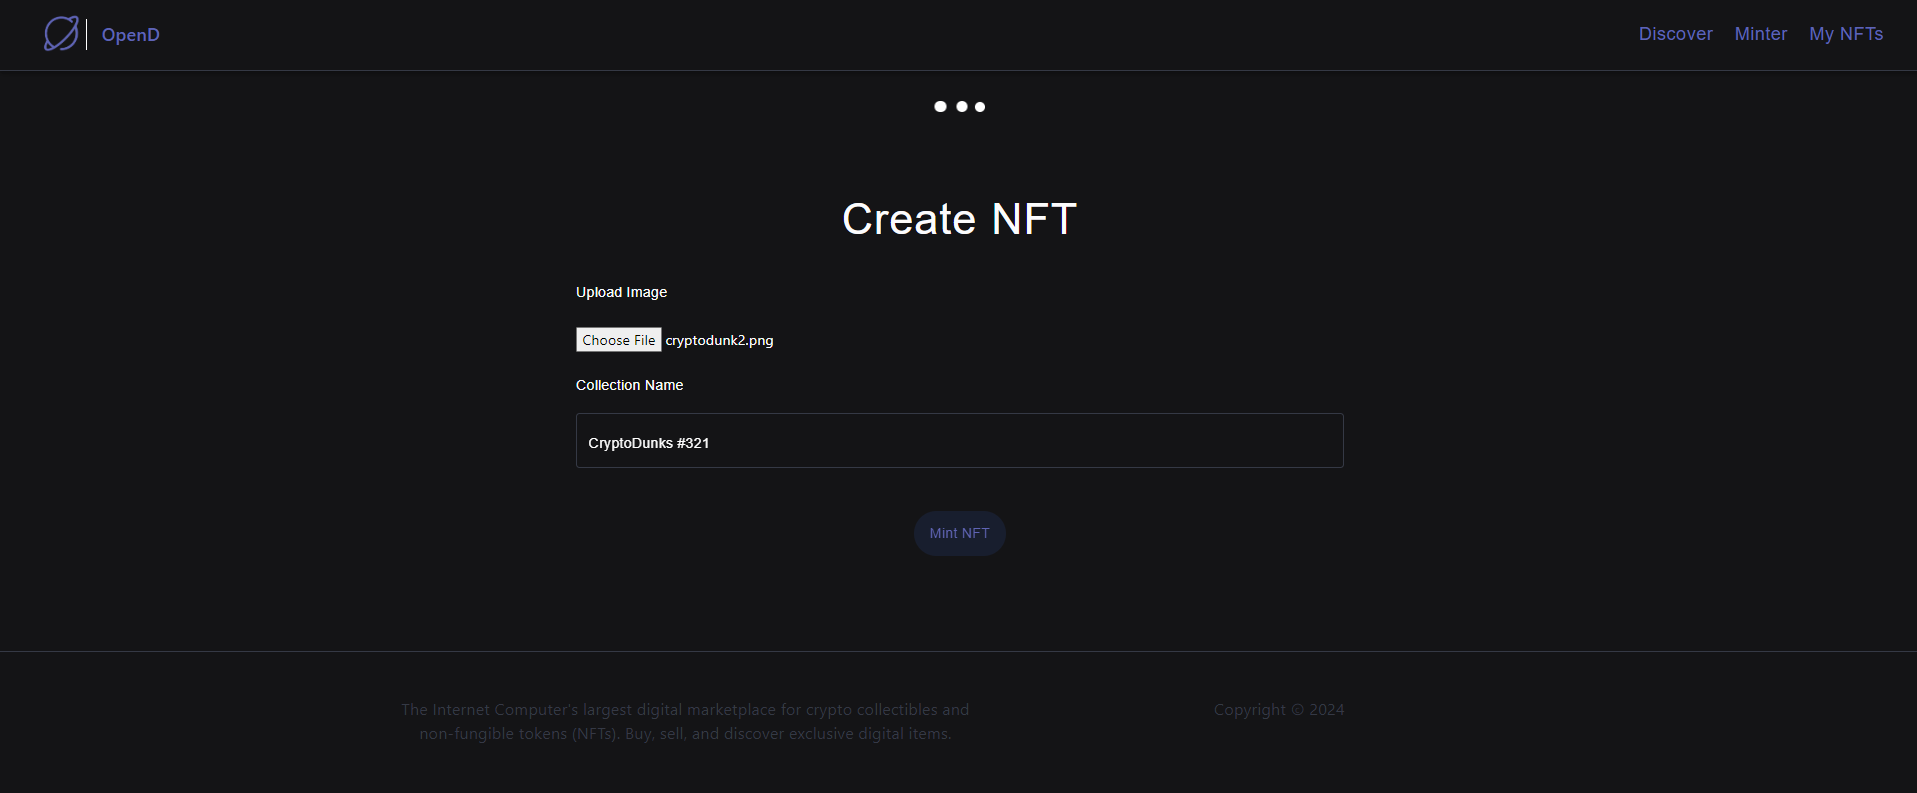 OpenD
Discover
Minter
My NFTs
Create NFT
Upload Image
Choose File cryptodunk2.png
Collection Name
CryptoDunks #321
Mint NFT
The Internet Computer's largest digital marketplace for crypto collectibles and
non-fungible tokens (NFTs). Buy, sell, and discover exclusive digital items.
Copyright © 2024